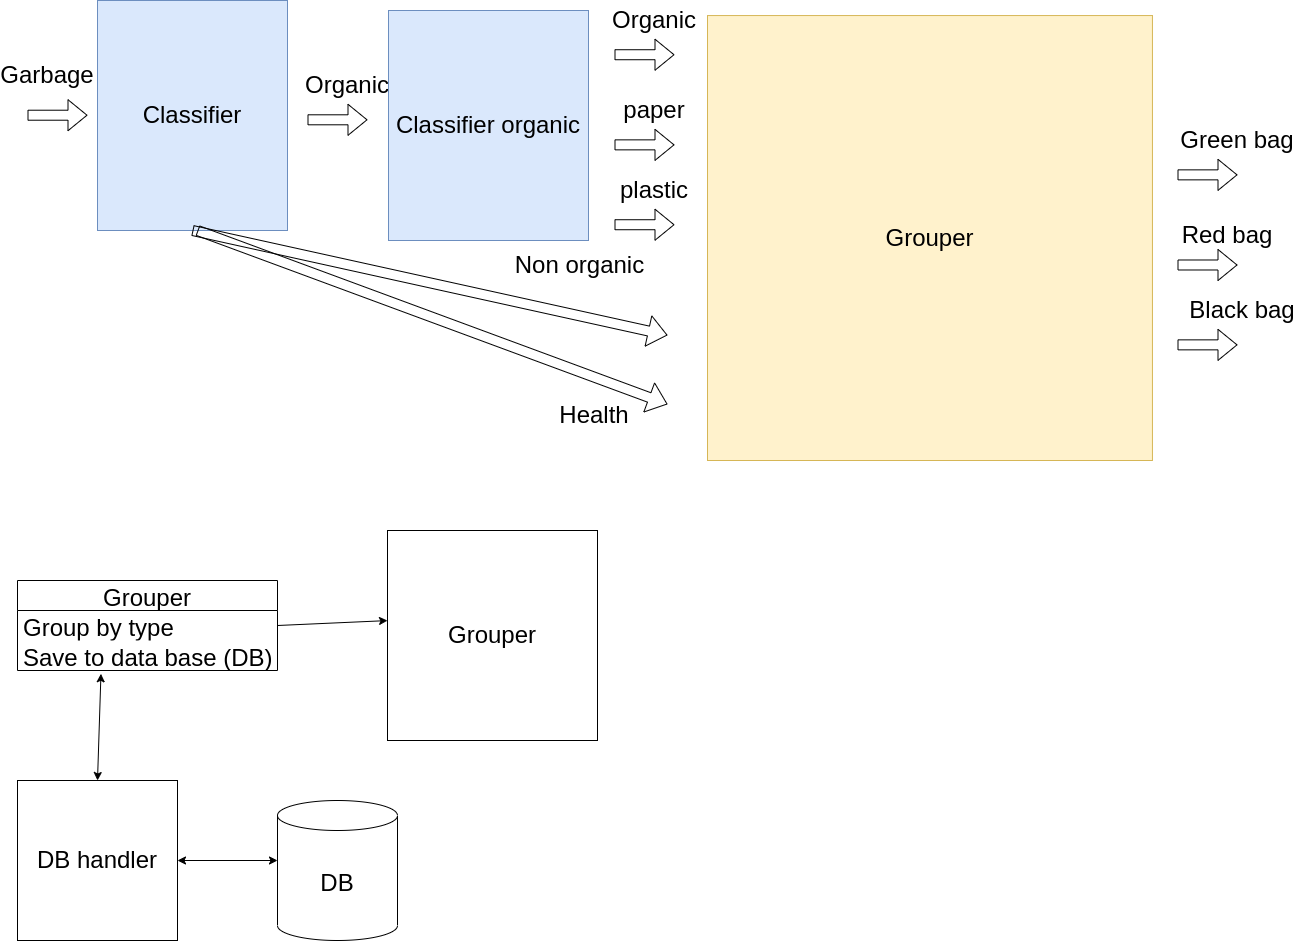 Garbage
Classifier
Organic
Classifier organic
Organic
paper
plastic
Non organic
Health
Grouper
Green bag
Red bag
Black bag
Grouper
Group by type
Save to data base (DB)
Grouper
DB handler
DB